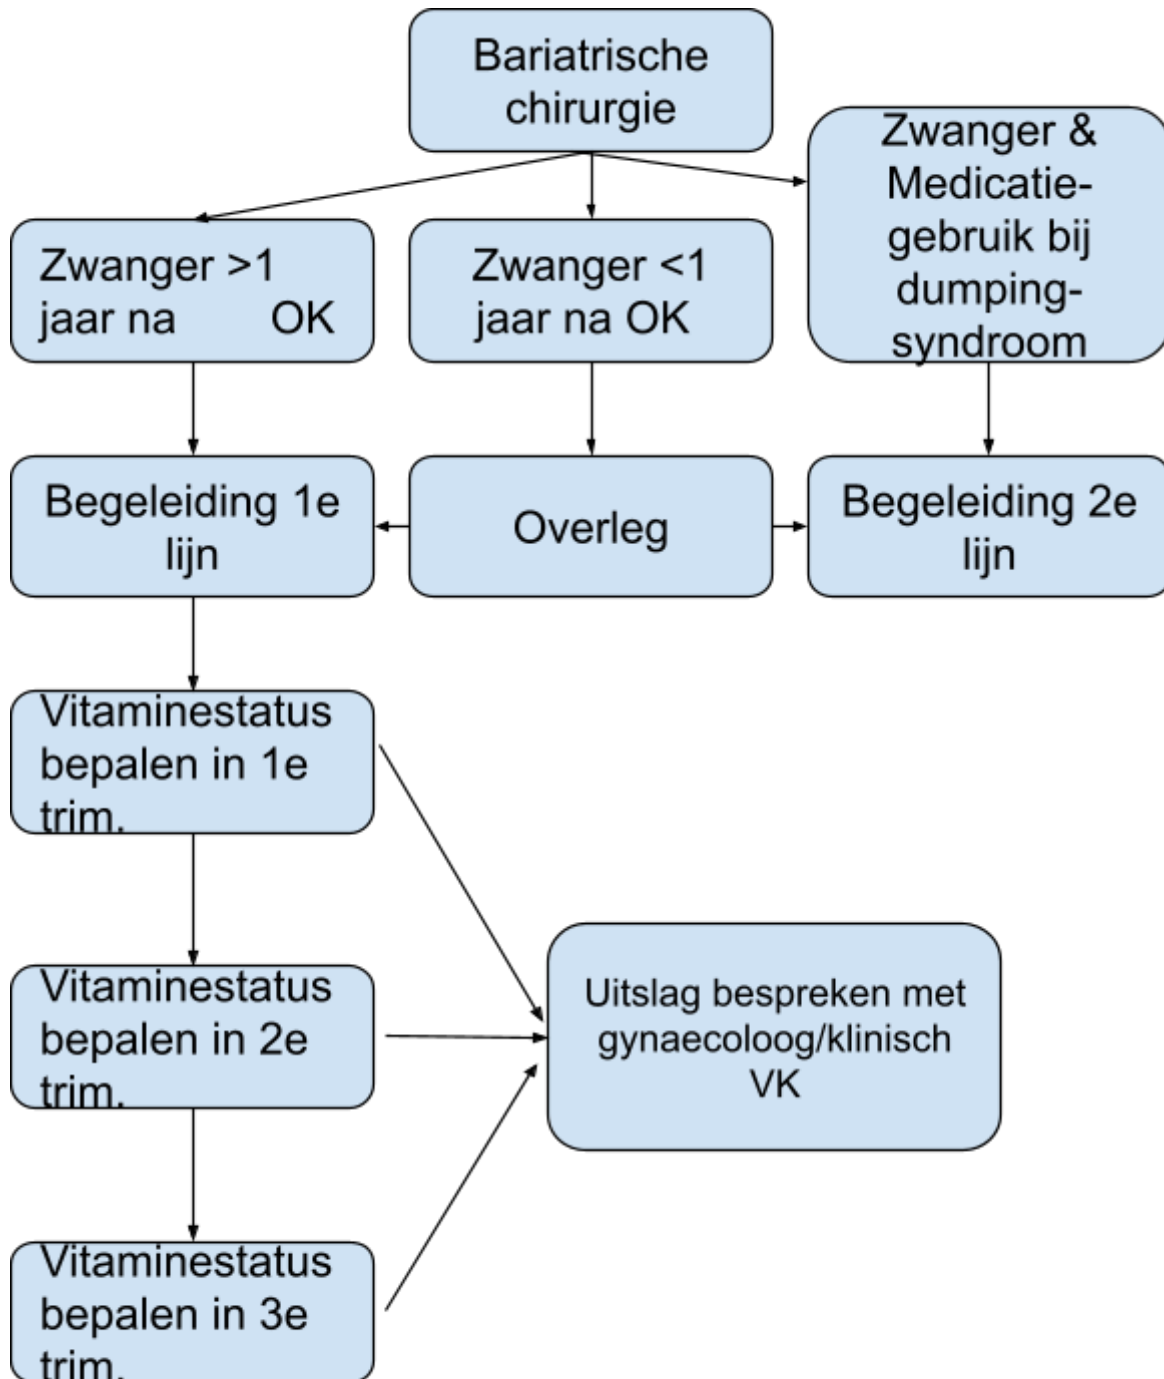 Bariatrische
chirurgie
Zwanger &
Medicatie-
gebruik bij
dumping-
syndroom
Zwanger >1
jaar na OK
Zwanger <1
jaar na OK
Begeleiding 1e
lijn
Overleg
Begeleiding 2e
lijn
Vitaminestatus
bepalen in 1e
trim.
Vitaminestatus
bepalen in 2e
trim.
Uitslag bespreken met
gynaecoloog/klinisch
VK
Vitaminestatus
bepalen in 3e
trim.